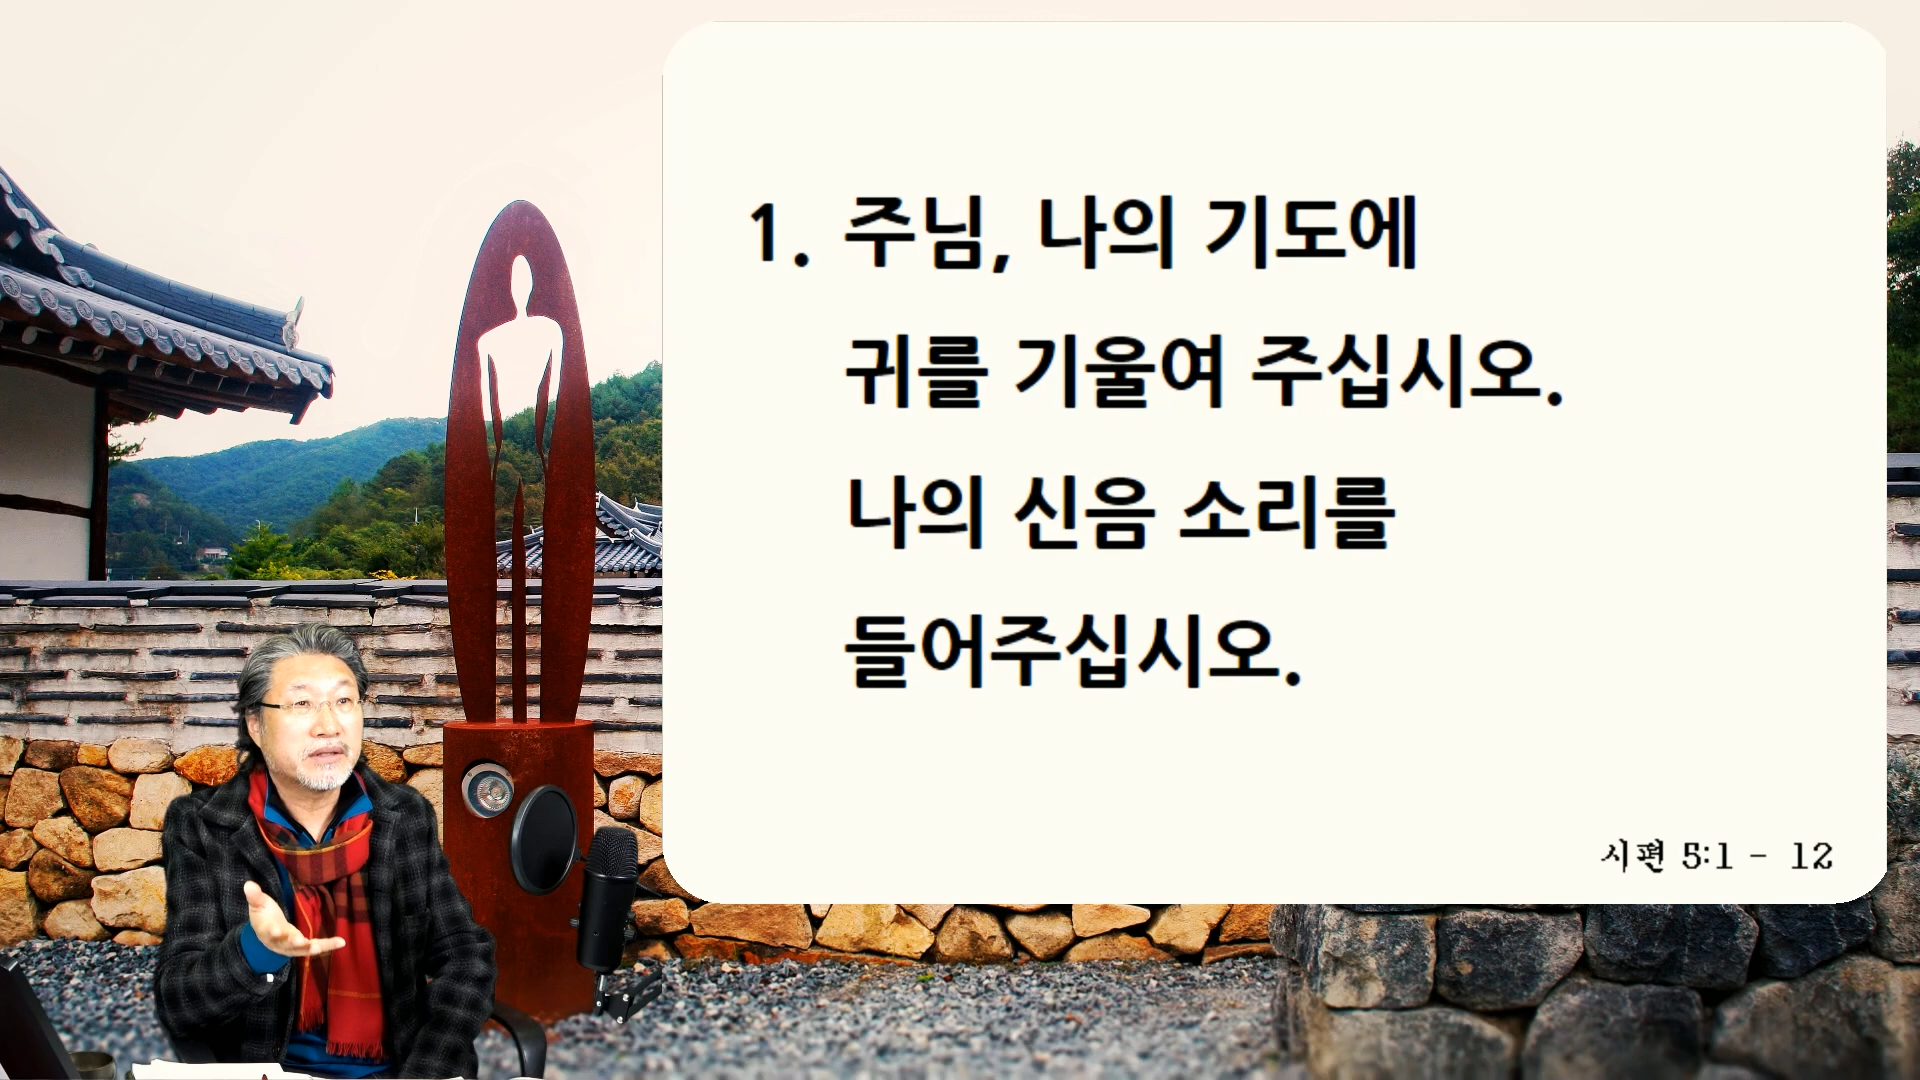 1. 주님, 나의 기도에
귀를 기울여 주십시오.
나의 신음 소리를
들어주십시오.
시편 5:1 - 12